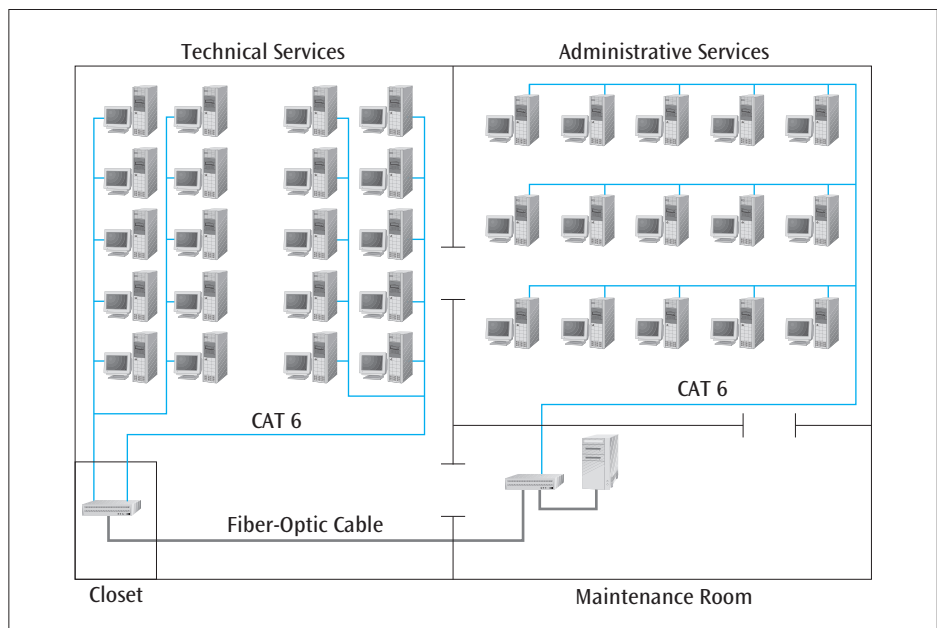 Technical Services
Administrative Services
CAT 6
CAT 6
Fiber-Optic Cable
Closet
Maintenance Room